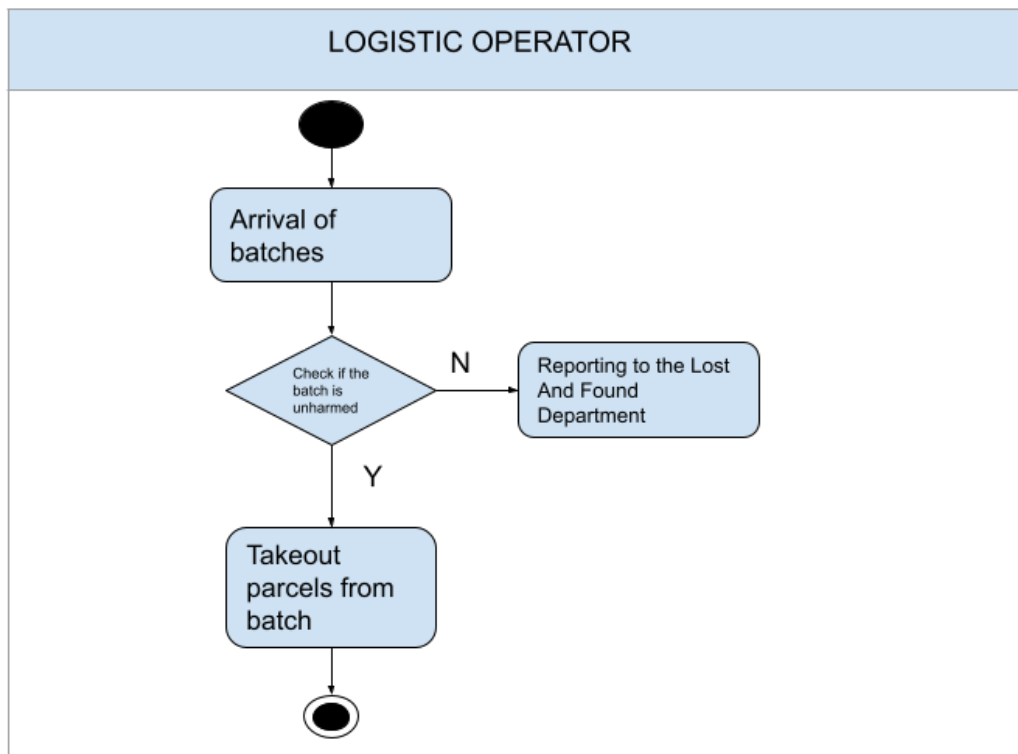 LOGISTIC OPERATOR
Arrival of
batches
Check if the
batch is
unharmed
N
Reporting to the Lost
And Found
Department
Y
Takeout
parcels from
batch